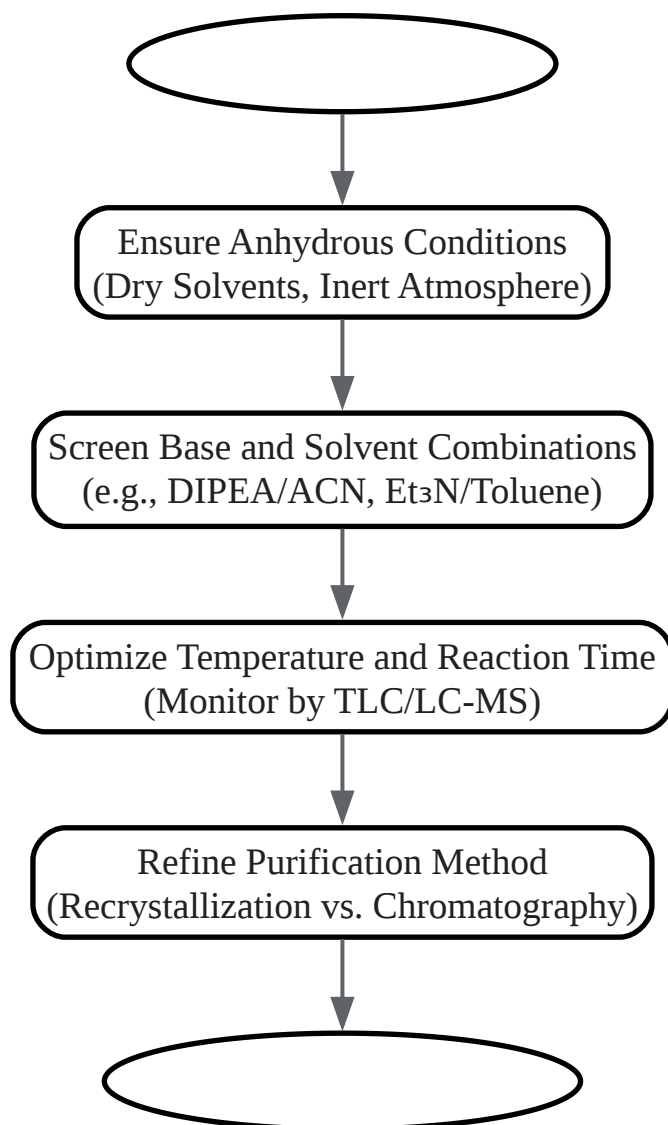 Ensure Anhydrous Conditions
(Dry Solvents, Inert Atmosphere)
Screen Base and Solvent Combinations
(e.g., DIPEA/ACN, Et₃N/Toluene)
Optimize Temperature and Reaction Time
(Monitor by TLC/LC-MS)
Refine Purification Method
(Recrystallization vs. Chromatography)